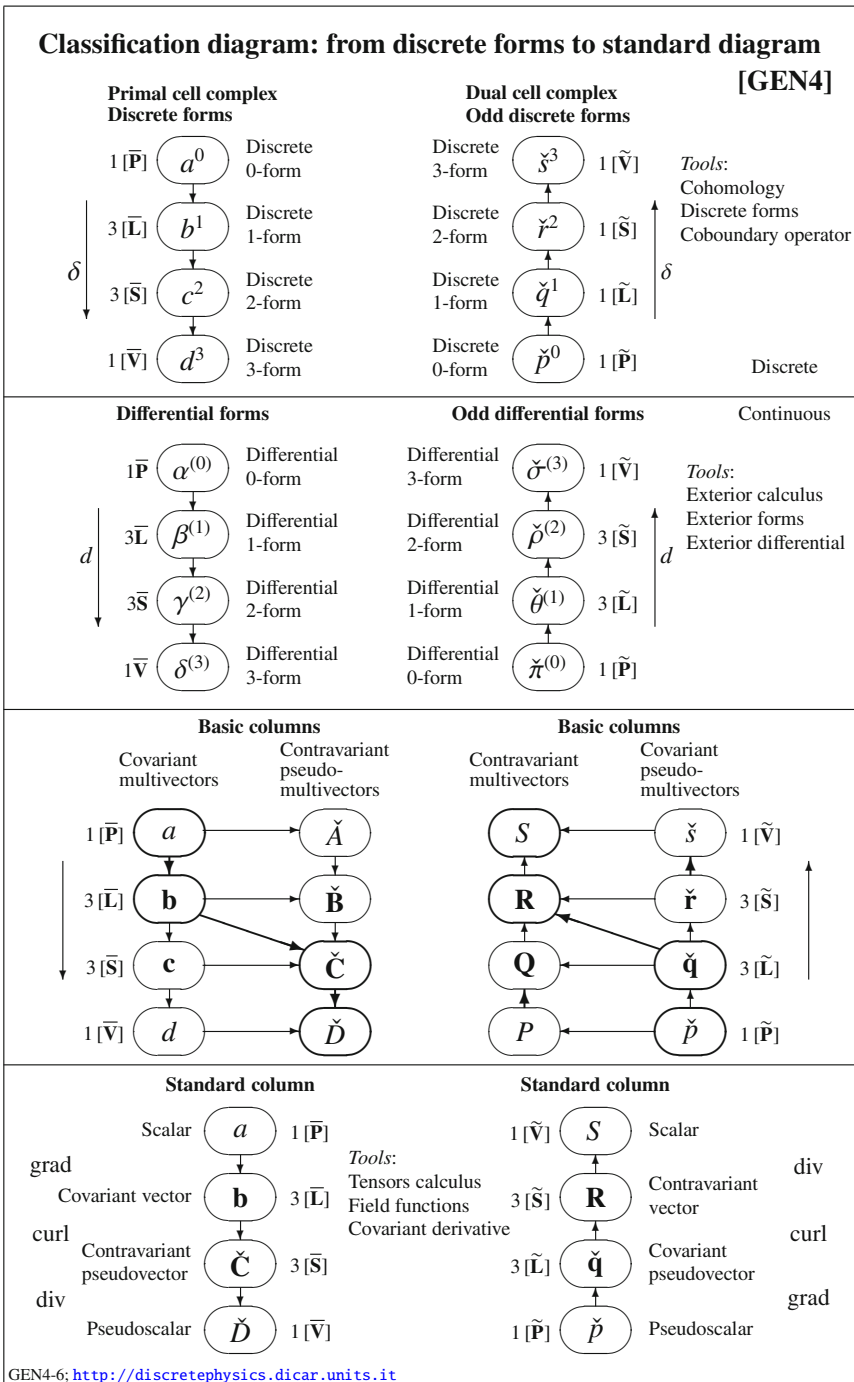 Classification diagram: from discrete forms to standard diagram
[GEN4]
Primal cell complex
Discrete forms
Dual cell complex
Odd discrete forms
1 [P̅] a⁰ Discrete 0-form
3 [L̅] b¹ Discrete 1-form
3 [S̅] c² Discrete 2-form
1 [V̅] d³ Discrete 3-form
δ
Discrete 3-form š³ 1 [Ṽ]
Discrete 2-form ř² 1 [S̃]
Discrete 1-form q̌¹ 1 [L̃]
Discrete 0-form p̌⁰ 1 [P̃]
δ
Tools:
Cohomology
Discrete forms
Coboundary operator
Discrete
Differential forms
Odd differential forms
Continuous
1P̅ α⁽⁰⁾ Differential 0-form
3L̅ β⁽¹⁾ Differential 1-form
3S̅ γ⁽²⁾ Differential 2-form
1V̅ δ⁽³⁾ Differential 3-form
d
Differential 3-form σ̌⁽³⁾ 1 [Ṽ]
Differential 2-form ρ̌⁽²⁾ 3 [S̃]
Differential 1-form θ̌⁽¹⁾ 3 [L̃]
Differential 0-form π̌⁽⁰⁾ 1 [P̃]
d
Tools:
Exterior calculus
Exterior forms
Exterior differential
Basic columns
Covariant multivectors
Contravariant pseudo-multivectors
1 [P̅] a Ǎ
3 [L̅] b B̌
3 [S̅] c Č
1 [V̅] d Ď
Basic columns
Contravariant multivectors
Covariant pseudo-multivectors
S š 1 [Ṽ]
R ř 3 [S̃]
Q q̌ 3 [L̃]
P p̌ 1 [P̃]
Standard column
Scalar a 1 [P̅]
grad
Covariant vector b 3 [L̅]
curl
Contravariant pseudovector Č 3 [S̅]
div
Pseudoscalar Ď 1 [V̅]
Tools:
Tensors calculus
Field functions
Covariant derivative
Standard column
1 [Ṽ] S Scalar
div
3 [S̃] R Contravariant vector
curl
3 [L̃] q̌ Covariant pseudovector
grad
1 [P̃] p̌ Pseudoscalar
GEN4-6; http://discretephysics.dicar.units.it